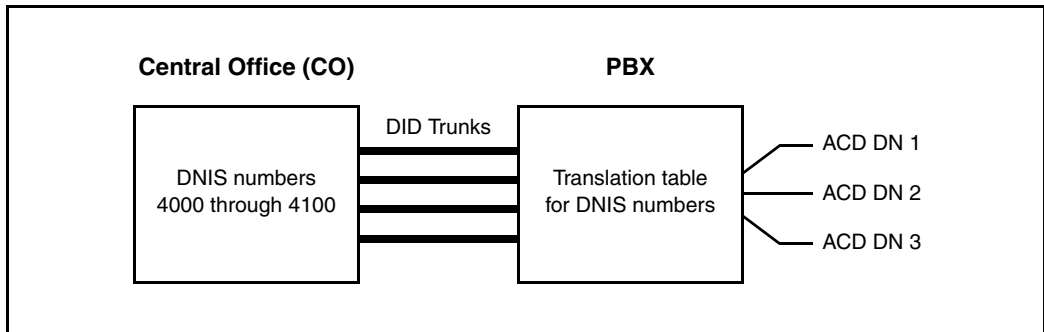 Central Office (CO)
PBX
DID Trunks
DNIS numbers
4000 through 4100
Translation table
for DNIS numbers
ACD DN 1
ACD DN 2
ACD DN 3